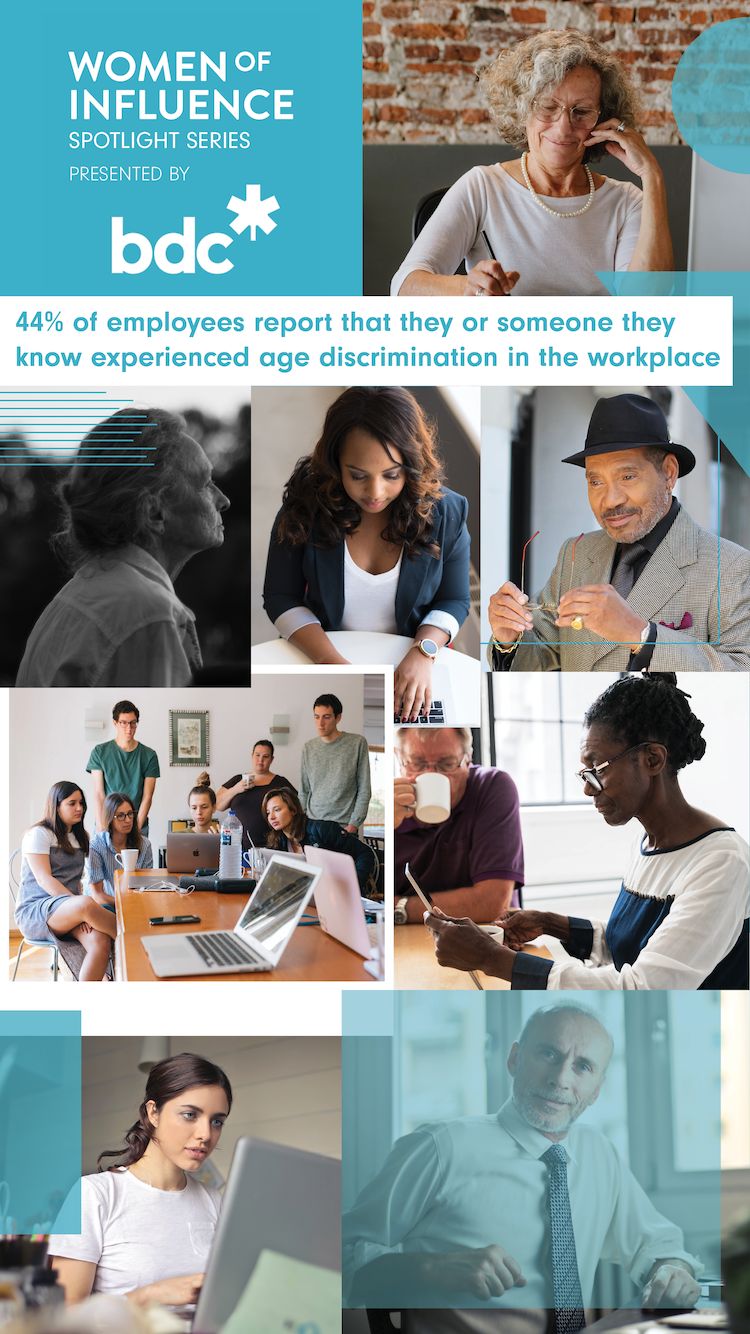 WOMEN OF
INFLUENCE
SPOTLIGHT SERIES
PRESENTED BY
bdc*
44% of employees report that they or someone they
know experienced age discrimination in the workplace